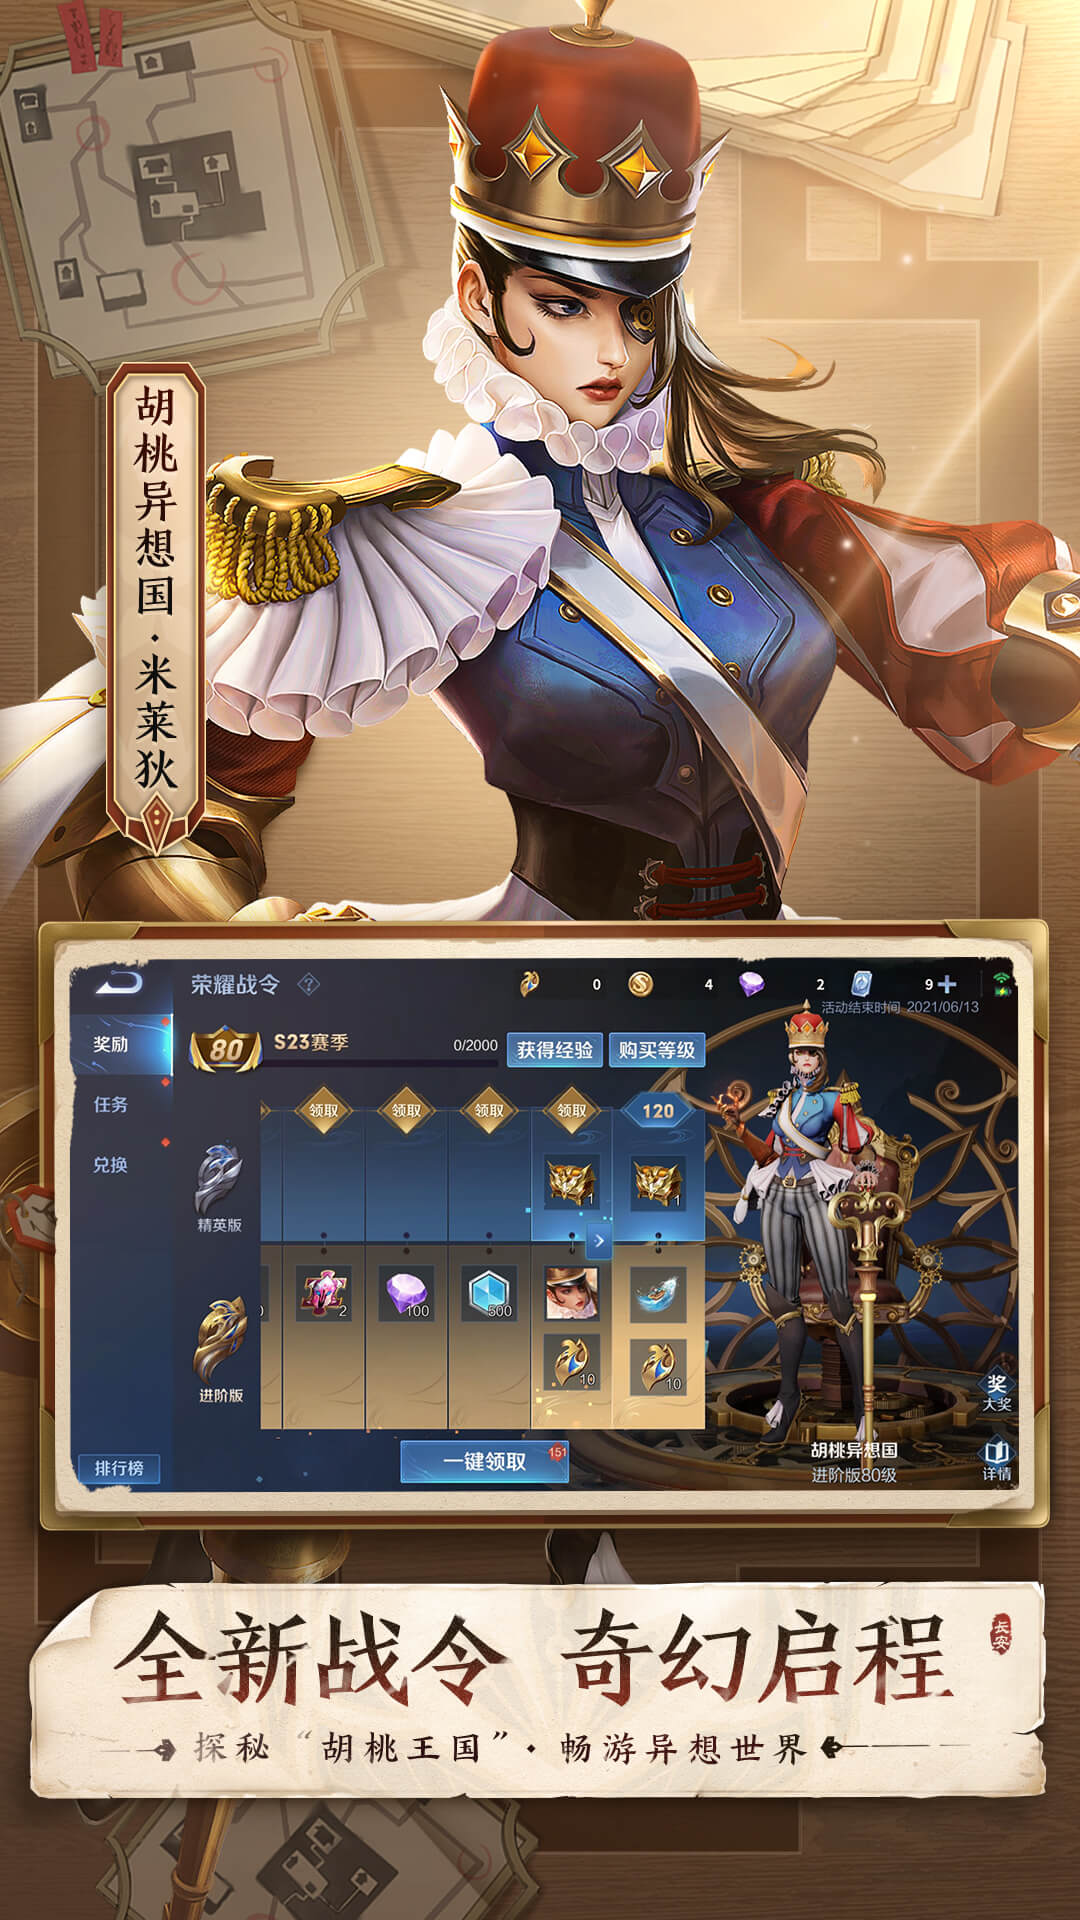 胡桃异想国·米莱狄
荣耀战令 ?
0
4
2
9+
活动结束时间 2021/06/13
奖励
任务
兑换
排行榜
80
S23赛季
0/2000
获得经验
购买等级
领取
领取
领取
领取
120
精英版
1
1
进阶版
2
100
500
10
10
一键领取
151
胡桃异想国
进阶版80级
奖
大奖
详情
全新战令 奇幻启程
长安
探秘“胡桃王国”·畅游异想世界